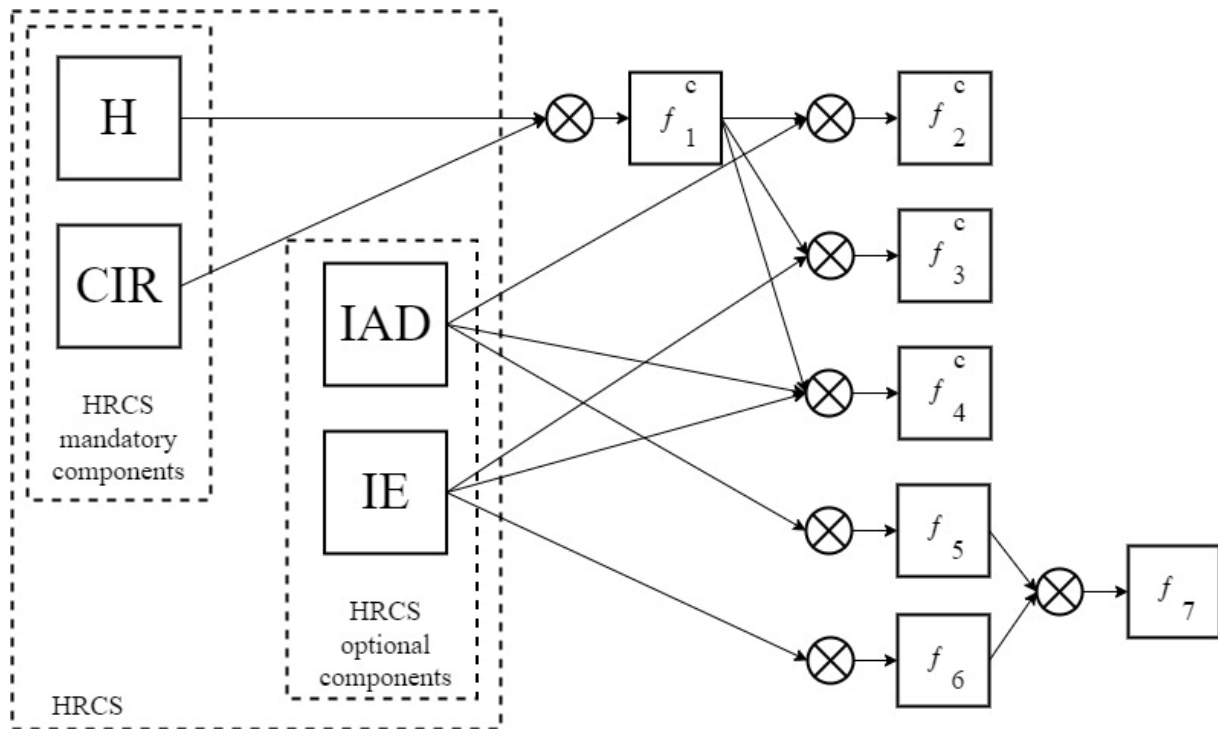 H
CIR
HRCS
mandatory
components
IAD
IE
HRCS
optional
components
HRCS
f 1 c
f 2 c
f 3 c
f 4 c
f 5
f 6
f 7